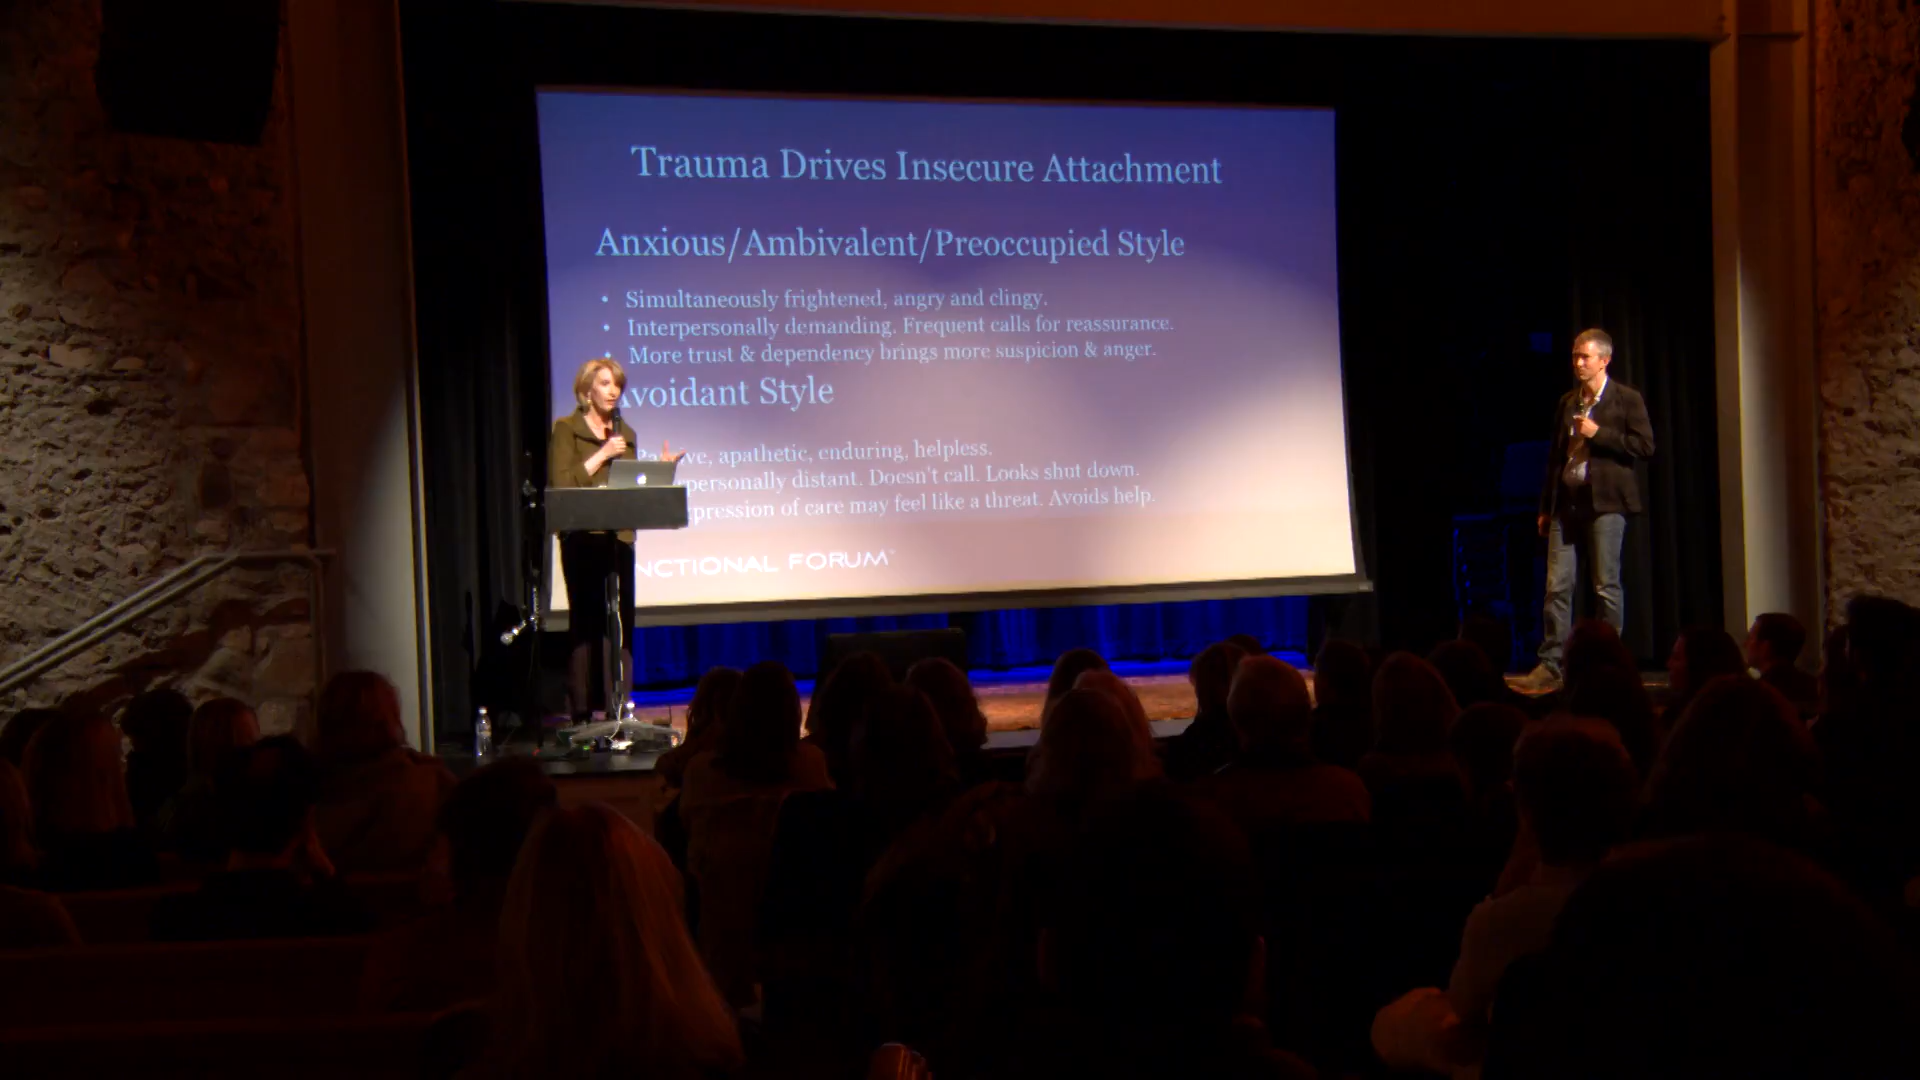 Trauma Drives Insecure Attachment
Anxious/Ambivalent/Preoccupied Style
• Simultaneously frightened, angry and clingy.
• Interpersonally demanding. Frequent calls for reassurance.
• More trust & dependency brings more suspicion & anger.
voidant Style
ve, apathetic, enduring, helpless.
personally distant. Doesn't call. Looks shut down.
pression of care may feel like a threat. Avoids help.
NCTIONAL FORUM